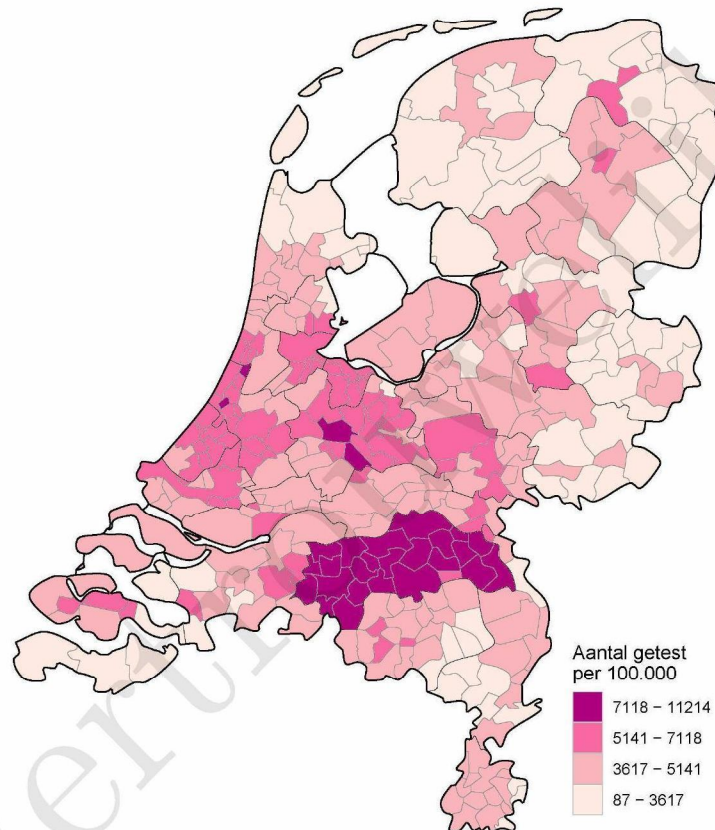 Aantal getest
per 100.000
7118 – 11214
5141 – 7118
3617 – 5141
87 – 3617